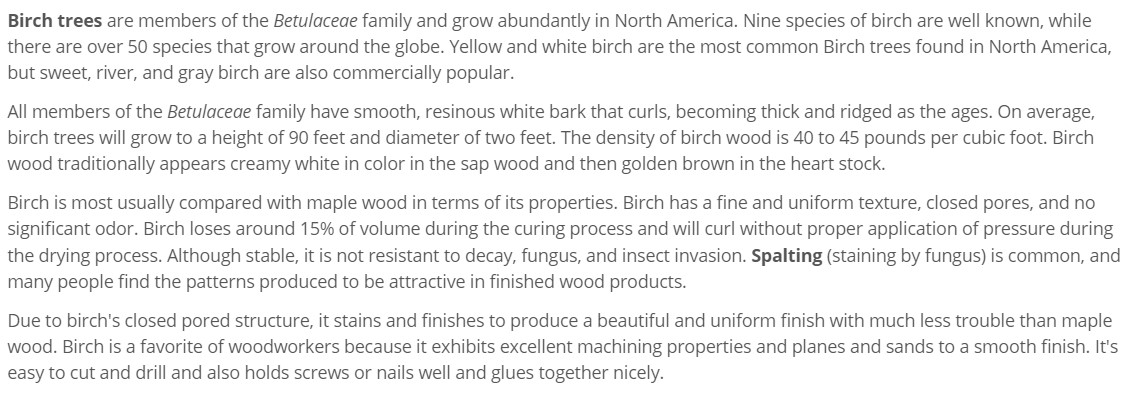 Birch trees are members of the Betulaceae family and grow abundantly in North America. Nine species of birch are well known, while
there are over 50 species that grow around the globe. Yellow and white birch are the most common Birch trees found in North America,
but sweet, river, and gray birch are also commercially popular.
All members of the Betulaceae family have smooth, resinous white bark that curls, becoming thick and ridged as the ages. On average,
birch trees will grow to a height of 90 feet and diameter of two feet. The density of birch wood is 40 to 45 pounds per cubic foot. Birch
wood traditionally appears creamy white in color in the sap wood and then golden brown in the heart stock.
Birch is most usually compared with maple wood in terms of its properties. Birch has a fine and uniform texture, closed pores, and no
significant odor. Birch loses around 15% of volume during the curing process and will curl without proper application of pressure during
the drying process. Although stable, it is not resistant to decay, fungus, and insect invasion. Spalting (staining by fungus) is common, and
many people find the patterns produced to be attractive in finished wood products.
Due to birch's closed pored structure, it stains and finishes to produce a beautiful and uniform finish with much less trouble than maple
wood. Birch is a favorite of woodworkers because it exhibits excellent machining properties and planes and sands to a smooth finish. It's
easy to cut and drill and also holds screws or nails well and glues together nicely.